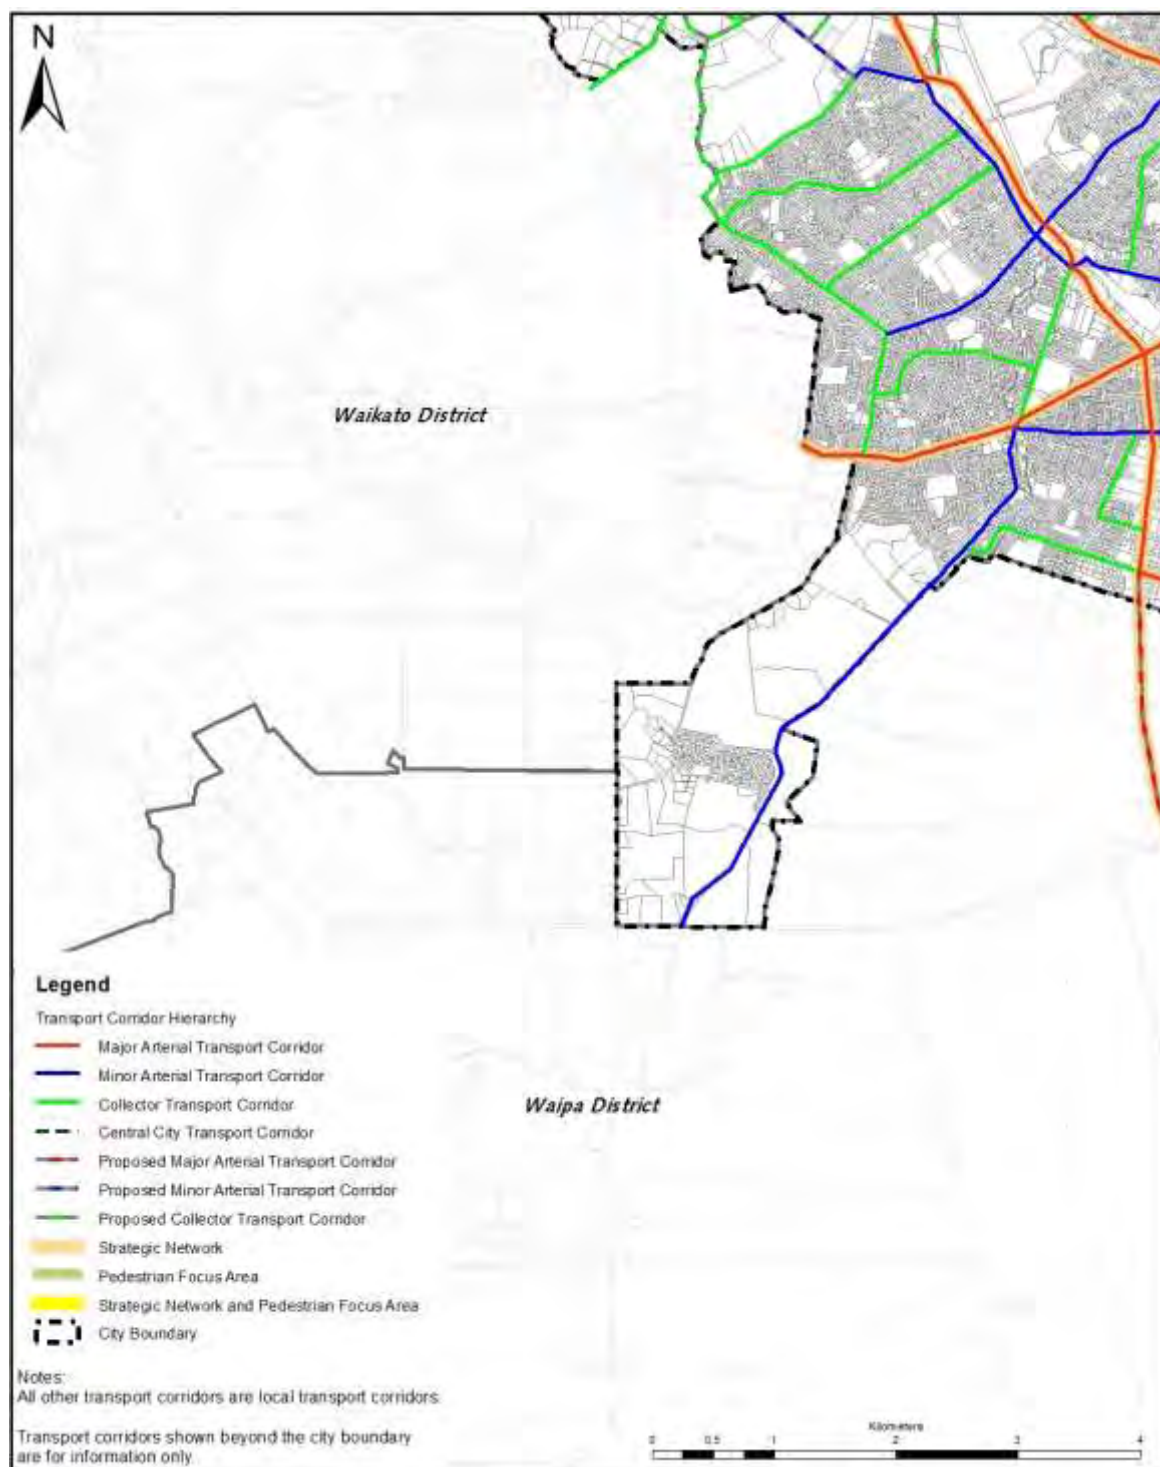 N
Waikato District
Legend
Transport Corridor Hierarchy
Major Arterial Transport Corridor
Minor Arterial Transport Corridor
Collector Transport Corridor
Central City Transport Corridor
Proposed Major Arterial Transport Corridor
Proposed Minor Arterial Transport Corridor
Proposed Collector Transport Corridor
Strategic Network
Pedestrian Focus Area
Strategic Network and Pedestrian Focus Area
City Boundary
Waipa District
Notes:
All other transport corridors are local transport corridors
Transport corridors shown beyond the city boundary
are for information only
Kilometers
0 0.5 1 2 3 4